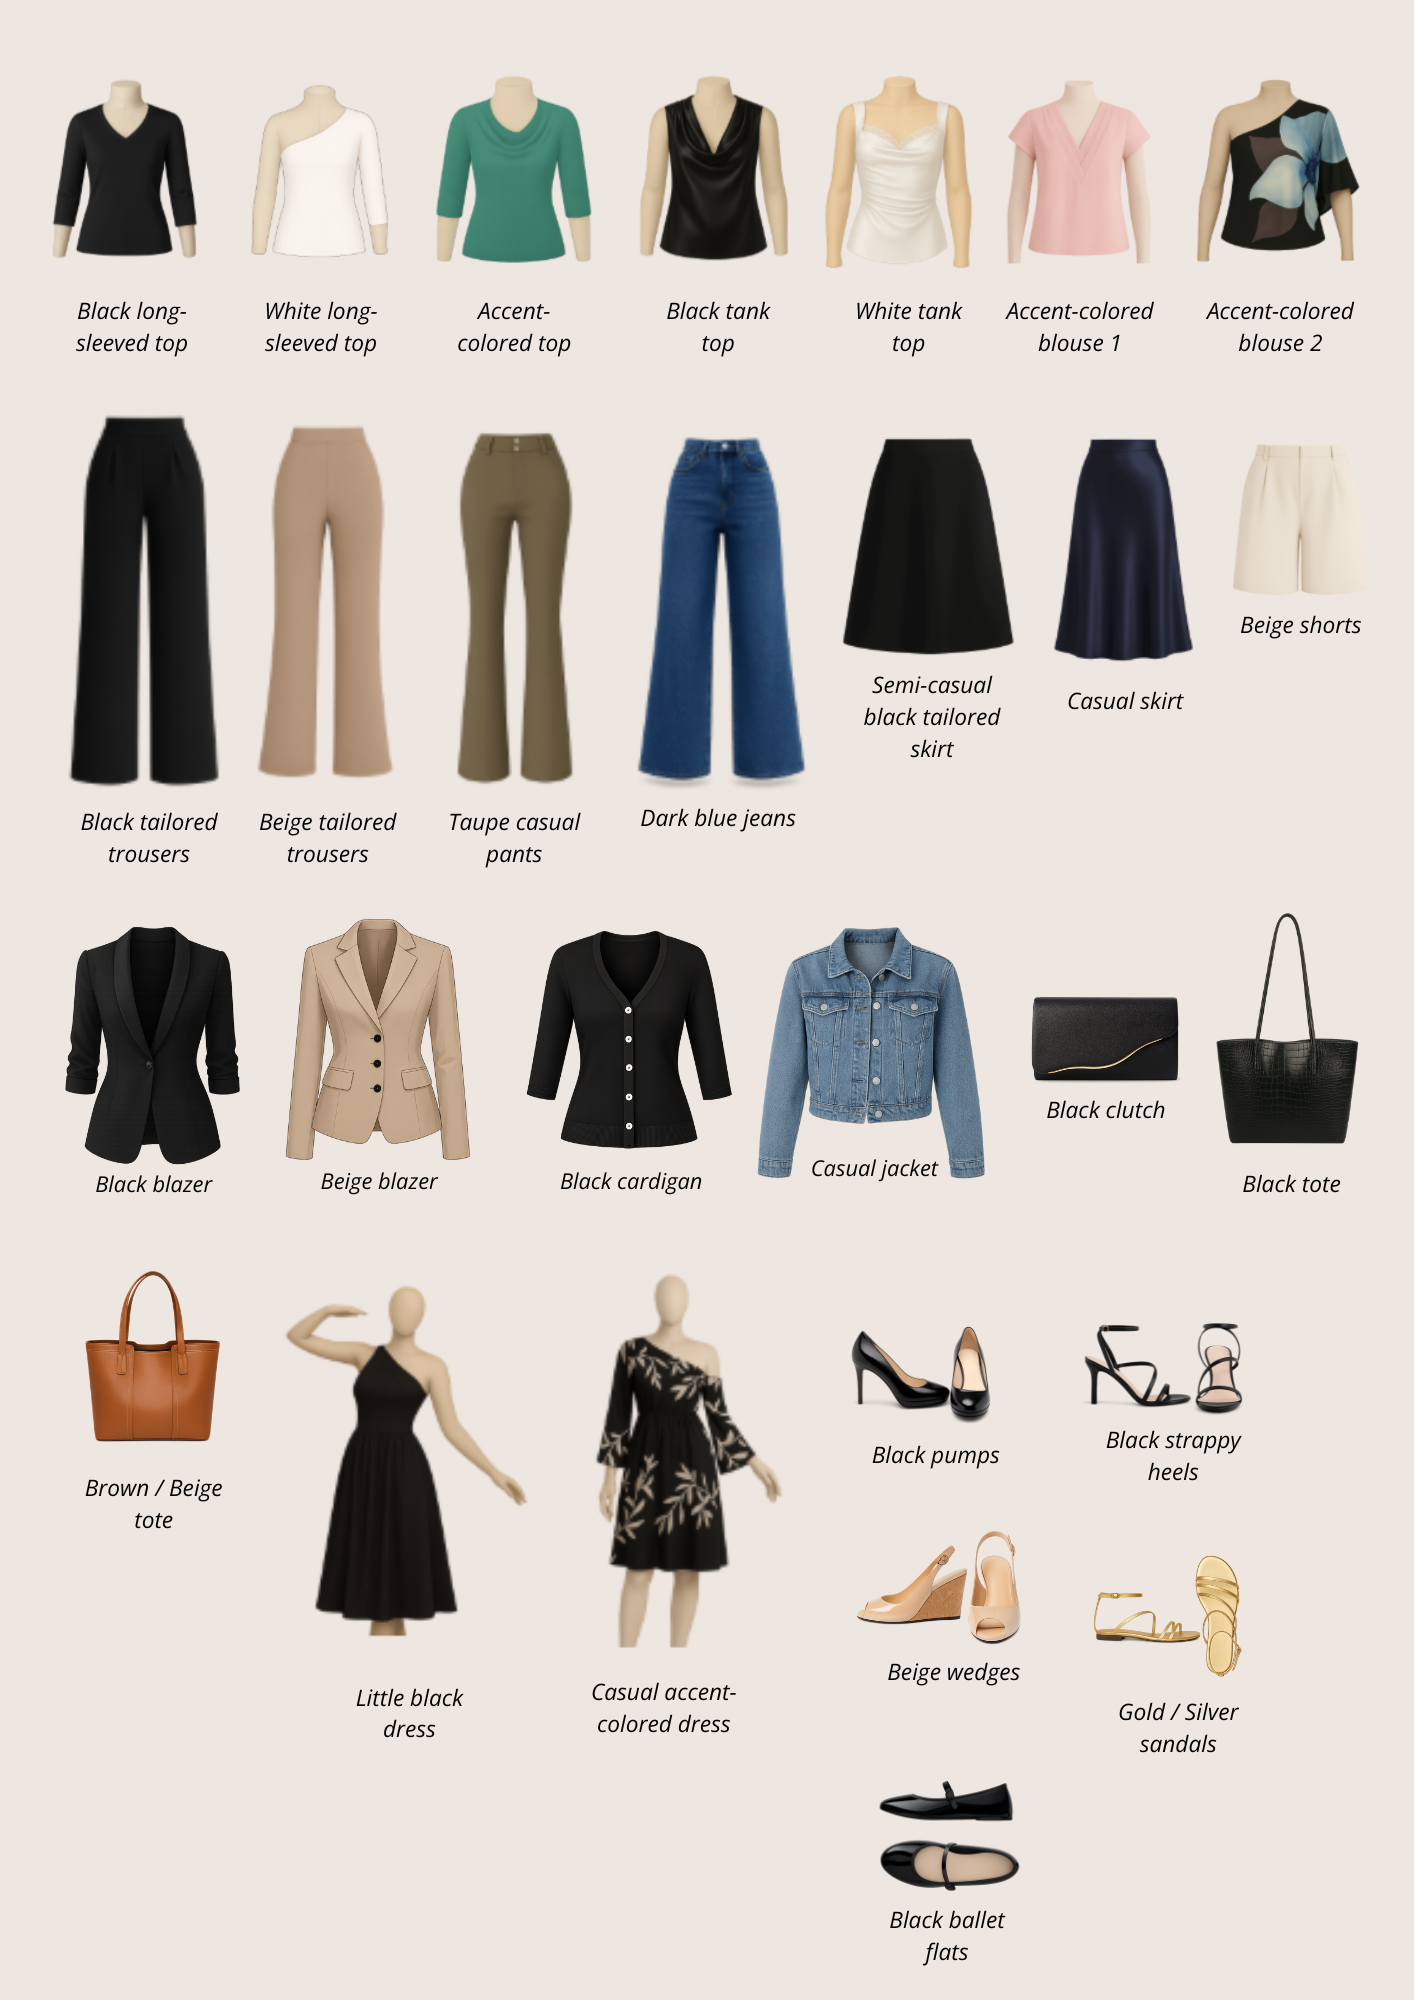 Black long-
sleeved top
White long-
sleeved top
Accent-
colored top
Black tank
top
White tank
top
Accent-colored
blouse 1
Accent-colored
blouse 2
Black tailored
trousers
Beige tailored
trousers
Taupe casual
pants
Dark blue jeans
Semi-casual
black tailored
skirt
Casual skirt
Beige shorts
Black blazer
Beige blazer
Black cardigan
Casual jacket
Black clutch
Black tote
Brown / Beige
tote
Little black
dress
Casual accent-
colored dress
Black pumps
Black strappy
heels
Beige wedges
Gold / Silver
sandals
Black ballet
flats